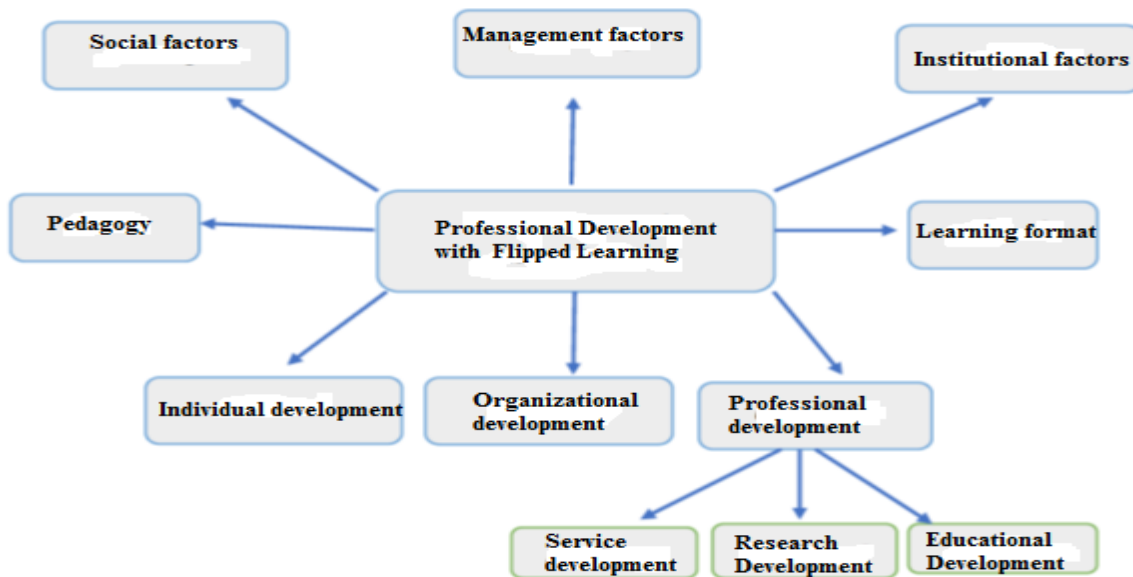 Social factors
Management factors
Institutional factors
Pedagogy
Professional Development
with Flipped Learning
Learning format
Individual development
Organizational
development
Professional
development
Service
development
Research
Development
Educational
Development